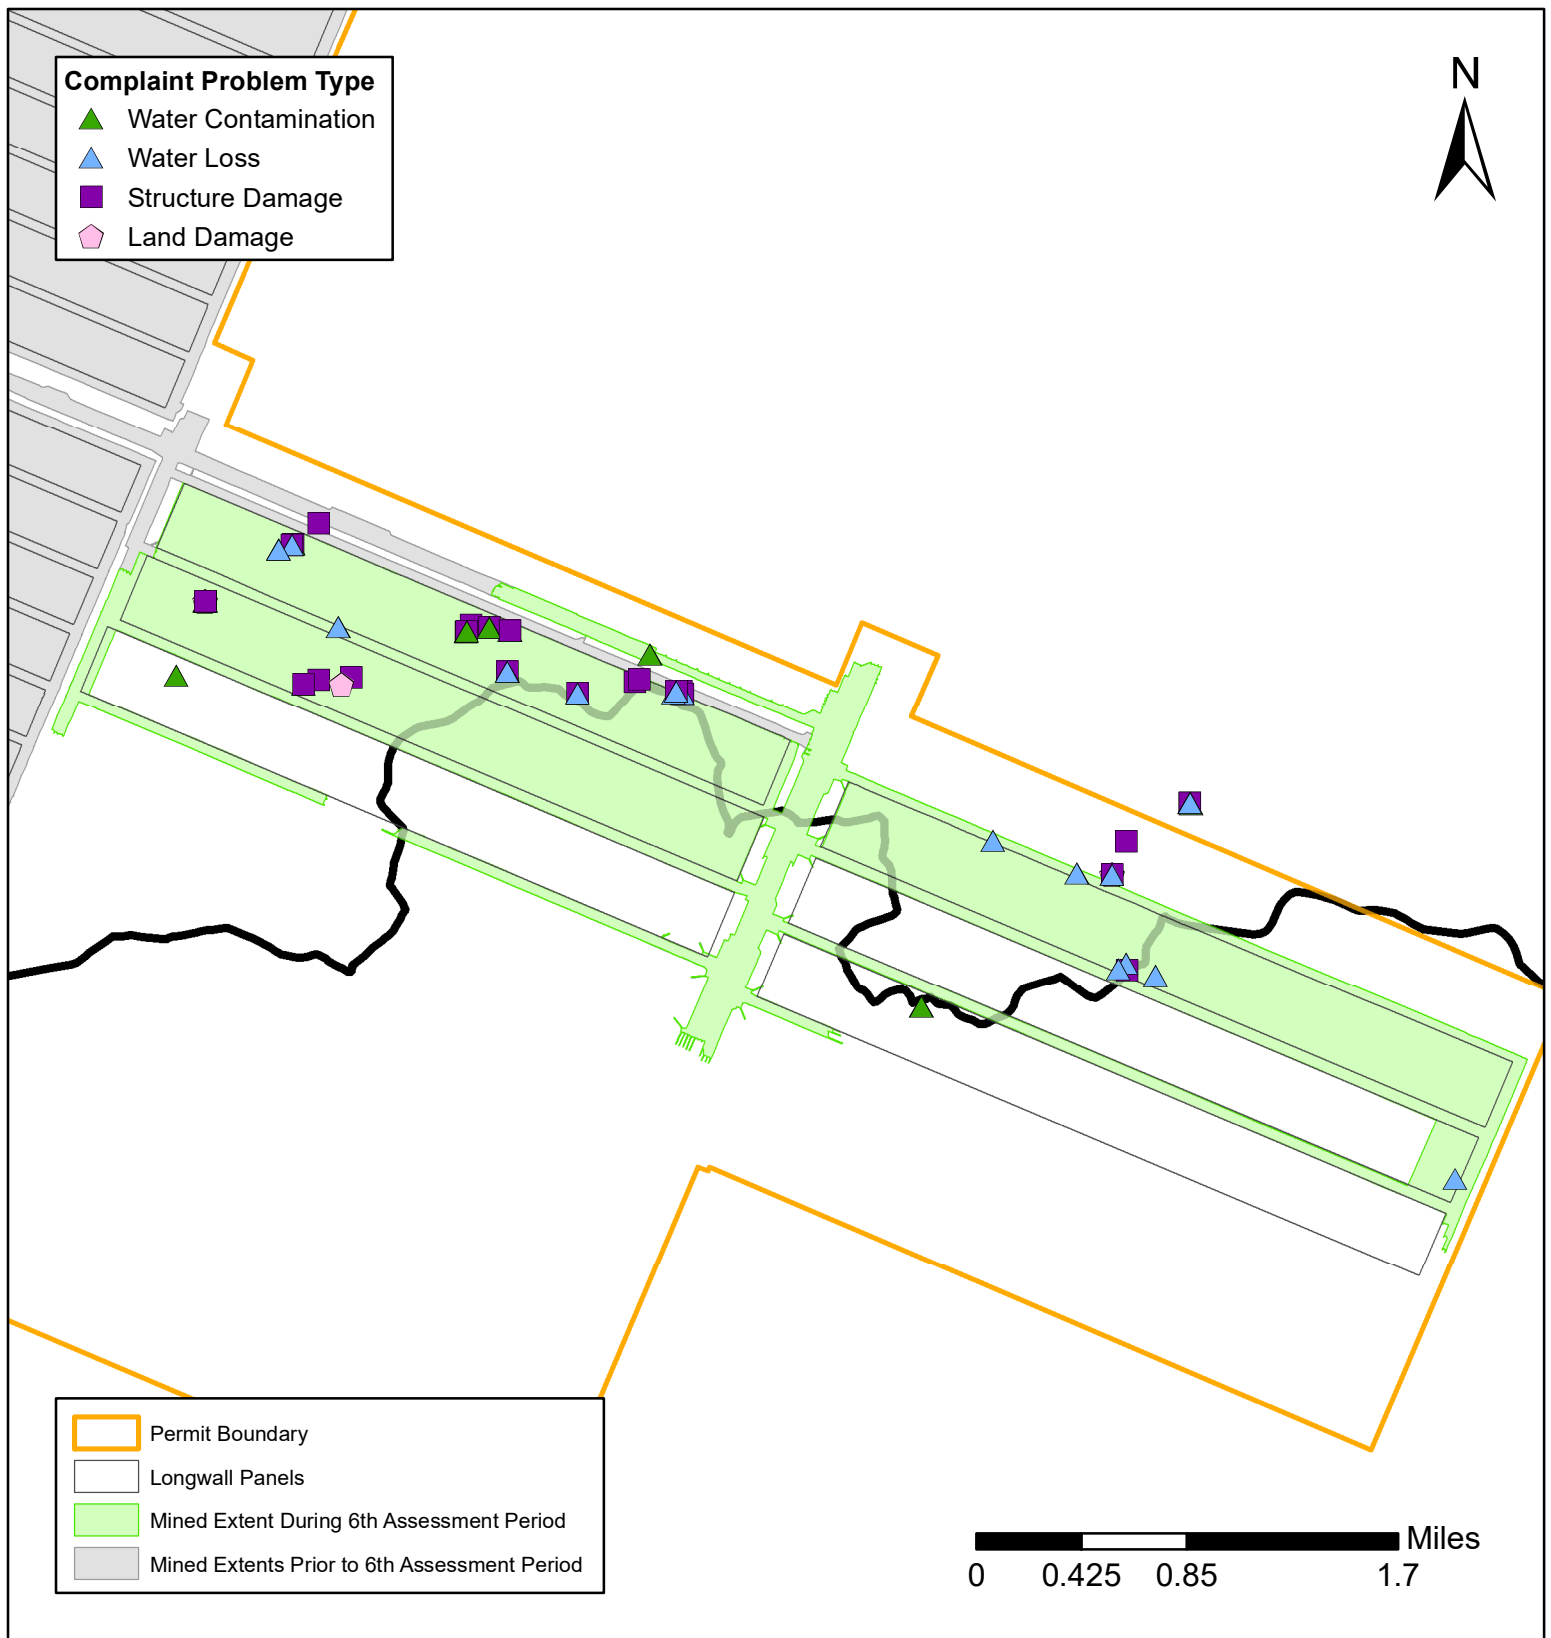 Complaint Problem Type
Water Contamination
Water Loss
Structure Damage
Land Damage
N
Permit Boundary
Longwall Panels
Mined Extent During 6th Assessment Period
Mined Extents Prior to 6th Assessment Period
Miles
0 0.425 0.85 1.7